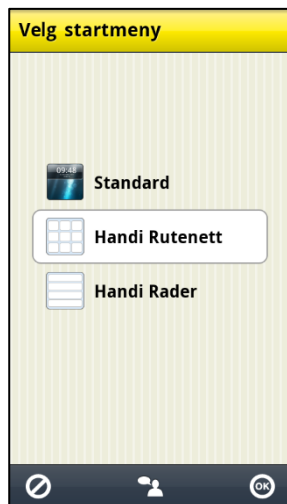 Velg startmeny
09:48
Standard
Handi Rutenett
Handi Rader
OK